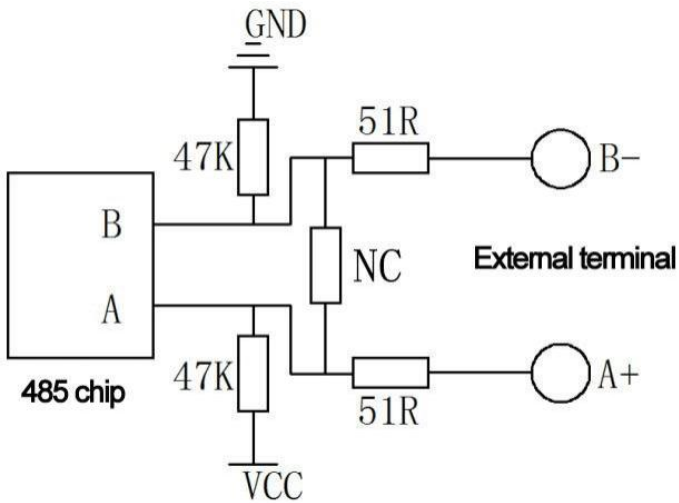 GND
51R
47K
B-
B
NC
External terminal
A
47K
A+
485 chip
51R
VCC